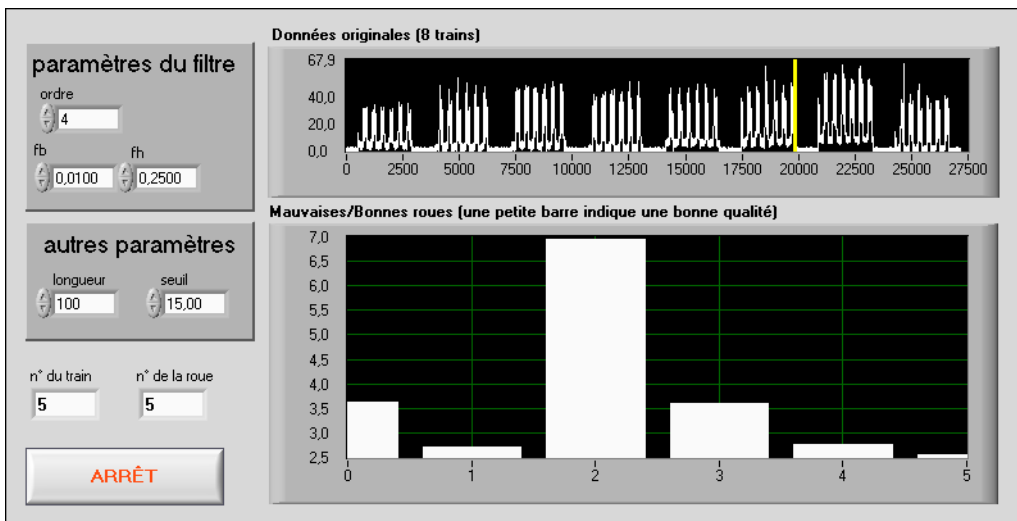 paramètres du filtre
ordre
4
fb fh
0,0100 0,2500
autres paramètres
longueur seuil
100 15,00
n° du train n° de la roue
5 5
ARRÊT
Données originales (8 trains)
67,9
40,0
20,0
0,0
0 2500 5000 7500 10000 12500 15000 17500 20000 22500 25000 27500
Mauvaises/Bonnes roues (une petite barre indique une bonne qualité)
7,0
6,5
6,0
5,5
5,0
4,5
4,0
3,5
3,0
2,5
0 1 2 3 4 5